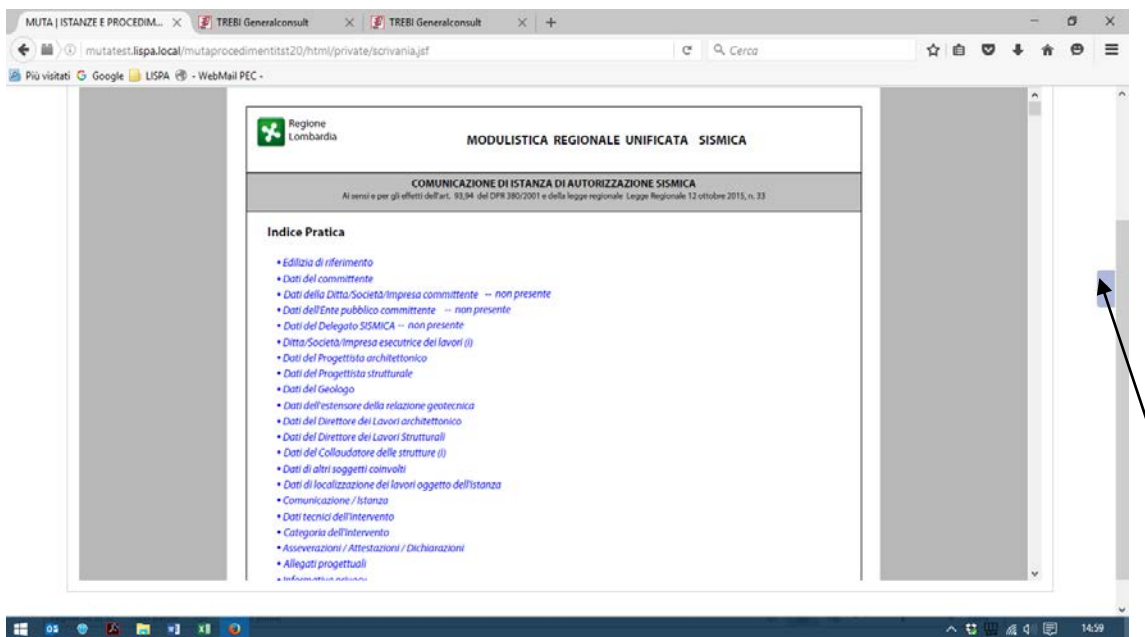 MUTA | ISTANZE E PROCEDIM...
TREBI Generalconsult
TREBI Generalconsult
mutatest.lispa.local/mutaprocedimentitst20/html/private/scrivania.jsf
Cerca
Più visitati Google LISPA - WebMail PEC -
Regione
Lombardia
MODULISTICA REGIONALE UNIFICATA SISMICA
COMUNICAZIONE DI ISTANZA DI AUTORIZZAZIONE SISMICA
Ai sensi e per gli effetti dell'art. 93,94 del DPR 380/2001 e della legge regionale Legge Regionale 12 ottobre 2015, n. 33
Indice Pratica
• Edilizia di riferimento
• Dati del committente
• Dati della Ditta/Società/Impresa committente -- non presente
• Dati dell'Ente pubblico committente -- non presente
• Dati del Delegato SISMICA -- non presente
• Ditta/Società/Impresa esecutrice dei lavori (i)
• Dati del Progettista architettonico
• Dati del Progettista strutturale
• Dati del Geologo
• Dati dell'estensore della relazione geotecnica
• Dati del Direttore dei Lavori architettonico
• Dati del Direttore dei Lavori Strutturali
• Dati del Collaudatore delle strutture (i)
• Dati di altri soggetti coinvolti
• Dati di localizzazione dei lavori oggetto dell'istanza
• Comunicazione / Istanza
• Dati tecnici dell'intervento
• Categoria dell'intervento
• Asseverazioni / Attestazioni / Dichiarazioni
• Allegati progettuali
• Informativa privacy
14:59